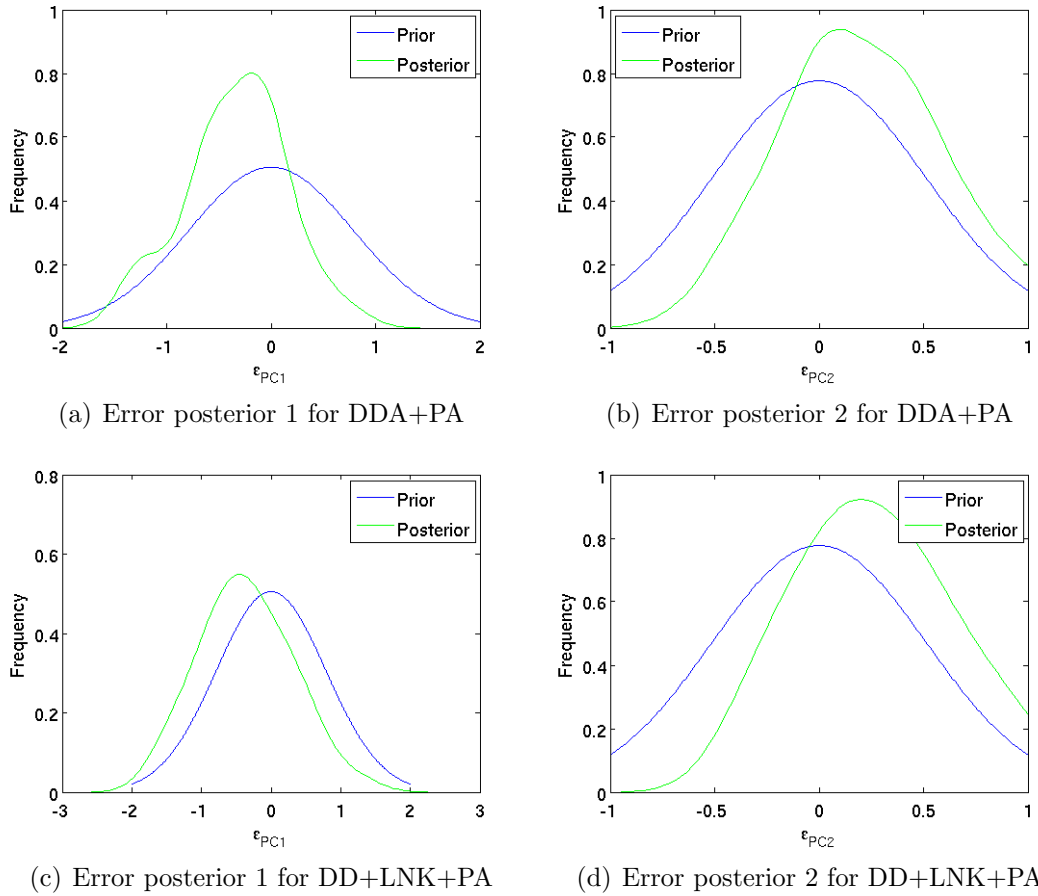 1
0.8
0.6
0.4
0.2
0
Frequency
-2
-1
0
1
2
ε_PC1
Prior
Posterior
(a) Error posterior 1 for DDA+PA
1
0.8
0.6
0.4
0.2
0
Frequency
-1
-0.5
0
0.5
1
ε_PC2
Prior
Posterior
(b) Error posterior 2 for DDA+PA
0.8
0.6
0.4
0.2
0
Frequency
-3
-2
-1
0
1
2
3
ε_PC1
Prior
Posterior
(c) Error posterior 1 for DD+LNK+PA
1
0.8
0.6
0.4
0.2
0
Frequency
-1
-0.5
0
0.5
1
ε_PC2
Prior
Posterior
(d) Error posterior 2 for DD+LNK+PA